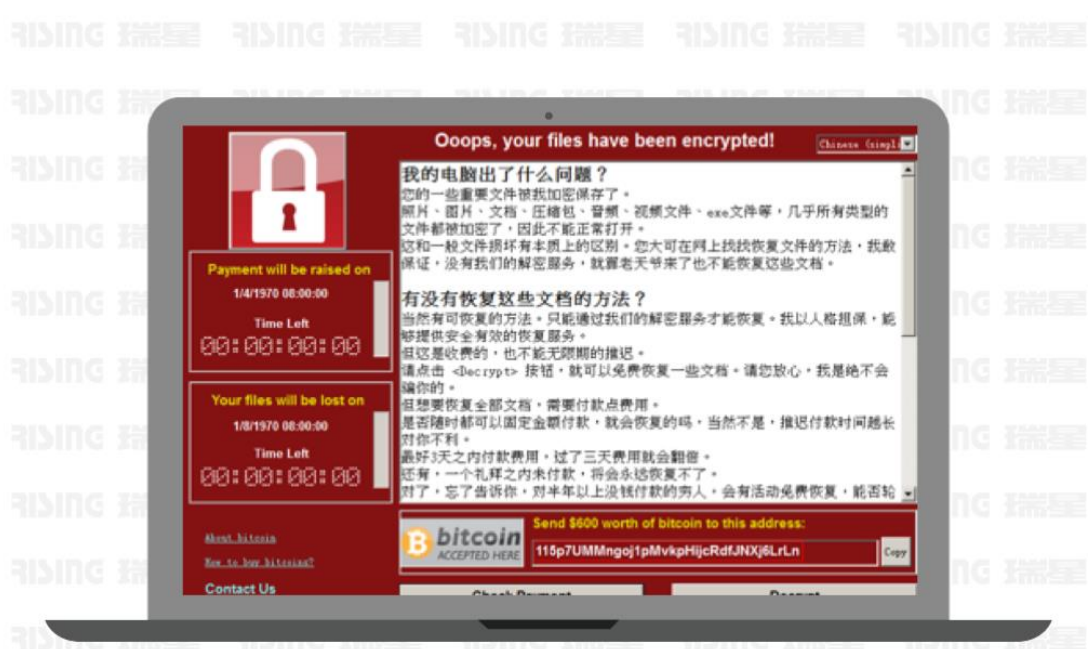 RISING 瑞星 RISING 瑞星 RISING 瑞星 RISING 瑞星 RISING 瑞星
Ooops, your files have been encrypted!
Chinese (simpli
我的电脑出了什么问题？
您的一些重要文件被我加密保存了。
照片、图片、文档、压缩包、音频、视频文件、exe文件等，几乎所有类型的
文件都被加密了，因此不能正常打开。
这和一般文件损坏有本质上的区别。您大可在网上找找恢复文件的方法，我敢
保证，没有我们的解密服务，就算老天爷来了也不能恢复这些文档。
有没有恢复这些文档的方法？
当然有可恢复的方法。只能通过我们的解密服务才能恢复。我以人格担保，能
够提供安全有效的恢复服务。
但这是收费的，也不能无限期的推迟。
请点击 <Decrypt> 按钮，就可以免费恢复一些文档。请您放心，我是绝不会
骗你的。
但想要恢复全部文档，需要付款点费用。
是否随时都可以固定金额付款，就会恢复的吗，当然不是，推迟付款时间越长
对你不利。
最好3天之内付款费用，过了三天费用就会翻倍。
还有，一个礼拜之内未付款，将会永远恢复不了。
对了，忘了告诉你，对半年以上没钱付款的穷人，会有活动免费恢复，能否轮
Payment will be raised on
1/4/1970 08:00:00
Time Left
00:00:00:00
Your files will be lost on
1/8/1970 08:00:00
Time Left
00:00:00:00
About bitcoin
How to buy bitcoins?
Contact Us
bitcoin
ACCEPTED HERE
Send $600 worth of bitcoin to this address:
115p7UMMngoj1pMvkpHijcRdfJNXj6LrLn
Copy
Check Payment
Decrypt